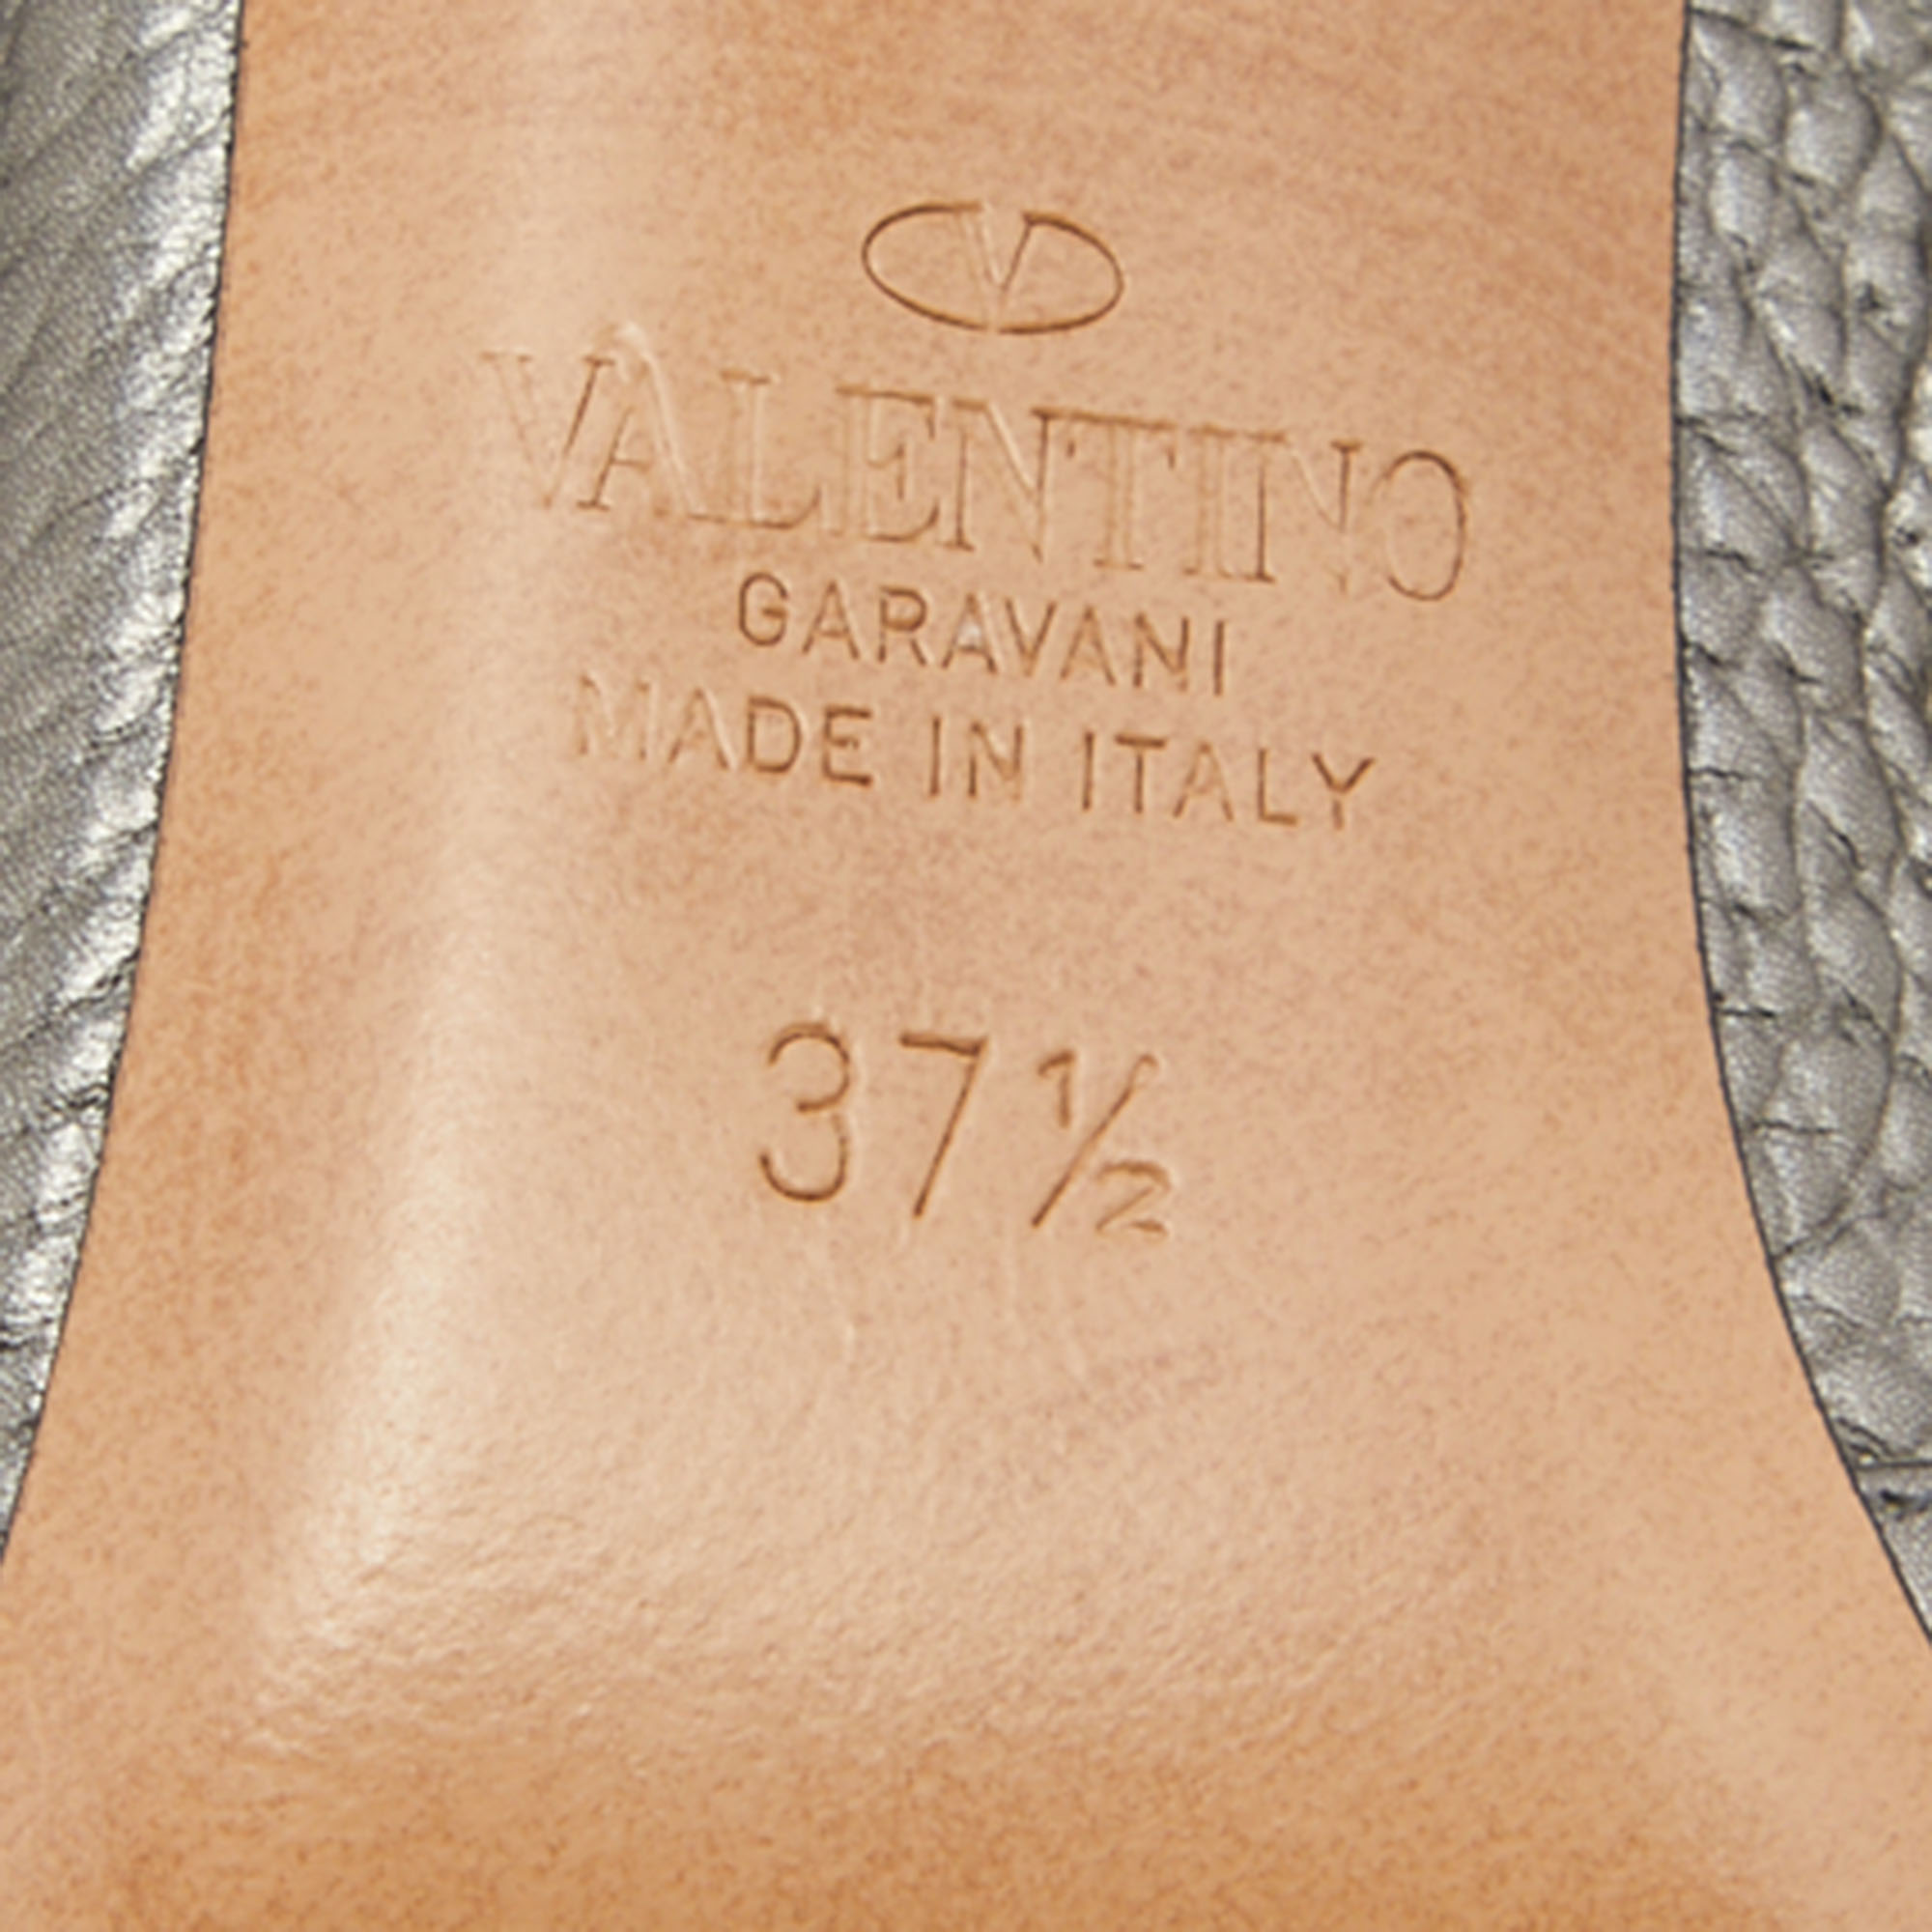 V
VALENTINO
GARAVANI
MADE IN ITALY
37½